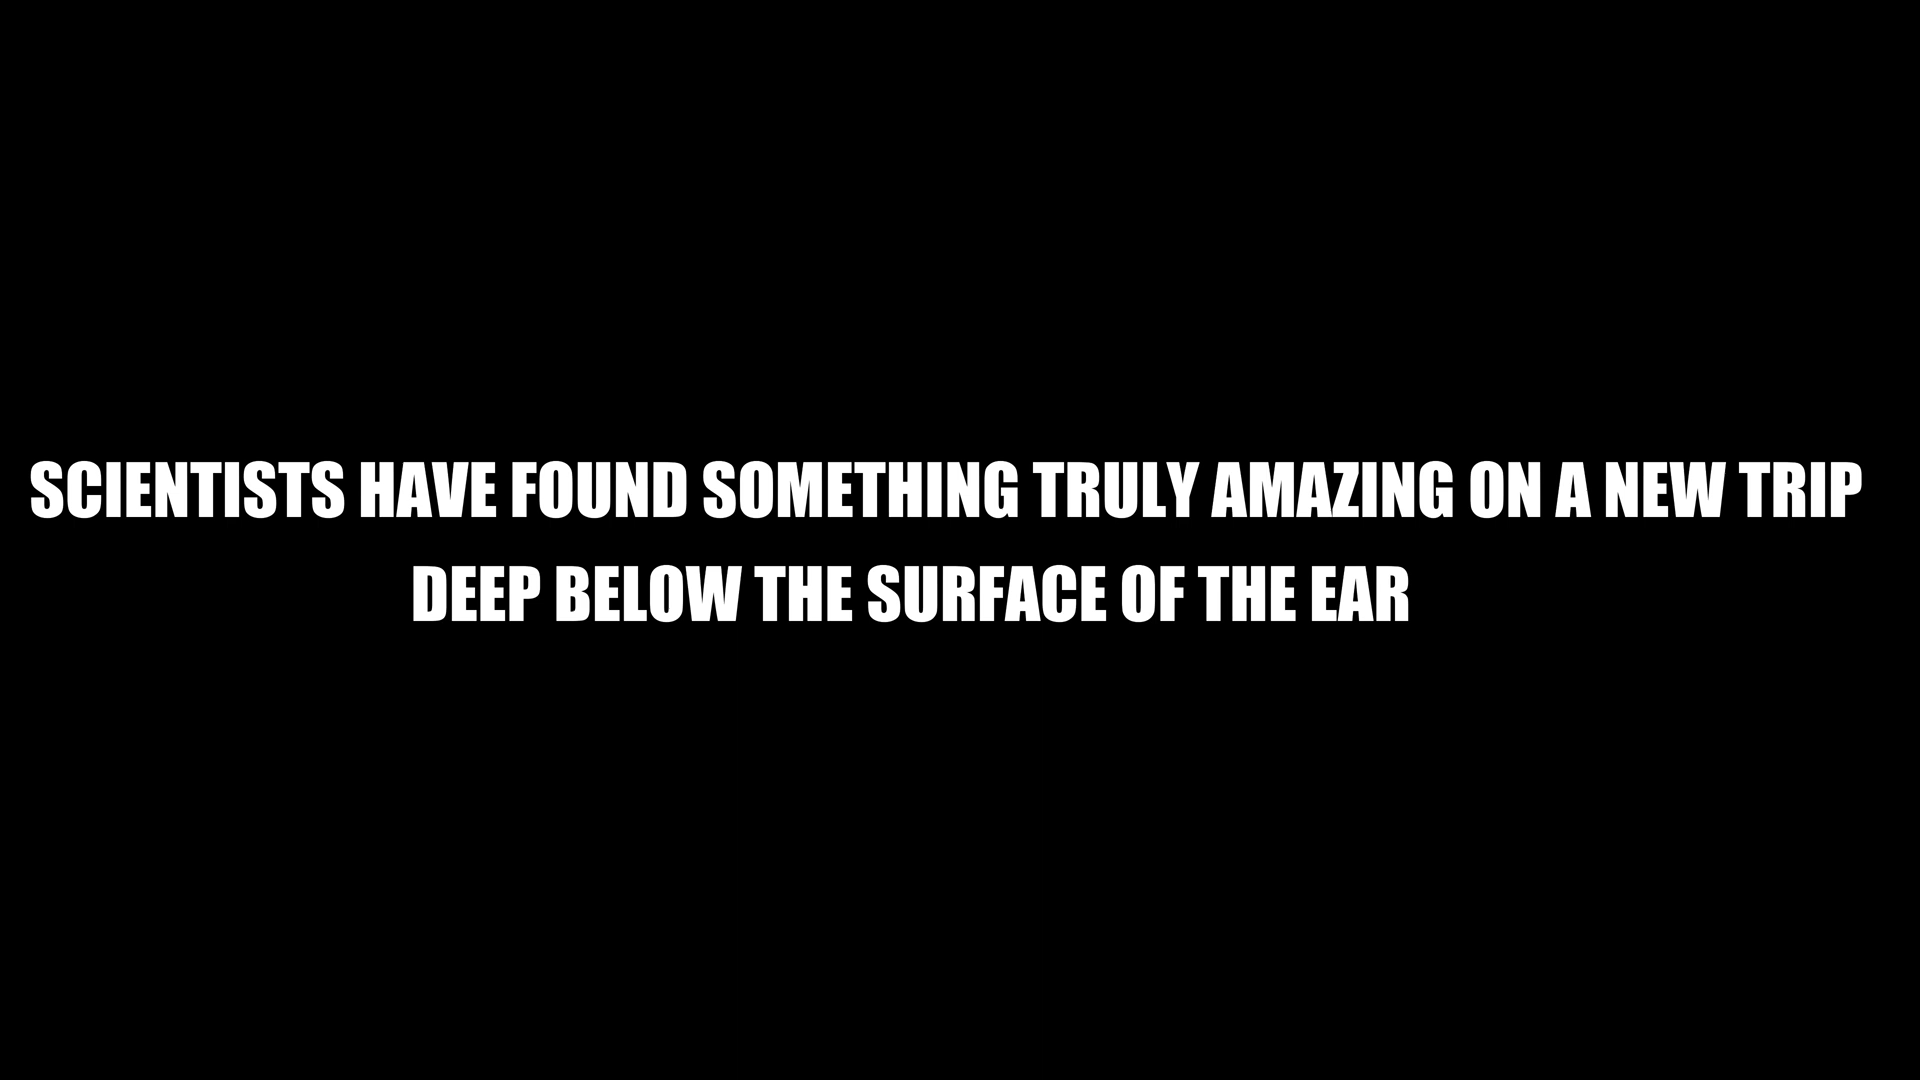 SCIENTISTS HAVE FOUND SOMETHING TRULY AMAZING ON A NEW TRIP
DEEP BELOW THE SURFACE OF THE EAR